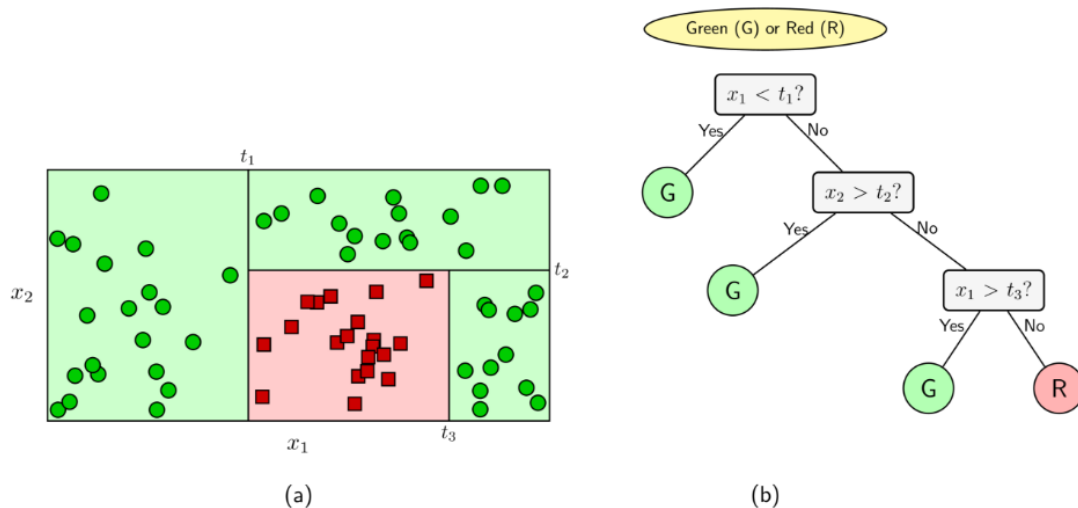 Green (G) or Red (R)
x₁ < t₁?
Yes
No
G
x₂ > t₂?
Yes
No
G
x₁ > t₃?
Yes
No
G
R
t₁
t₂
x₂
t₃
x₁
(a)
(b)